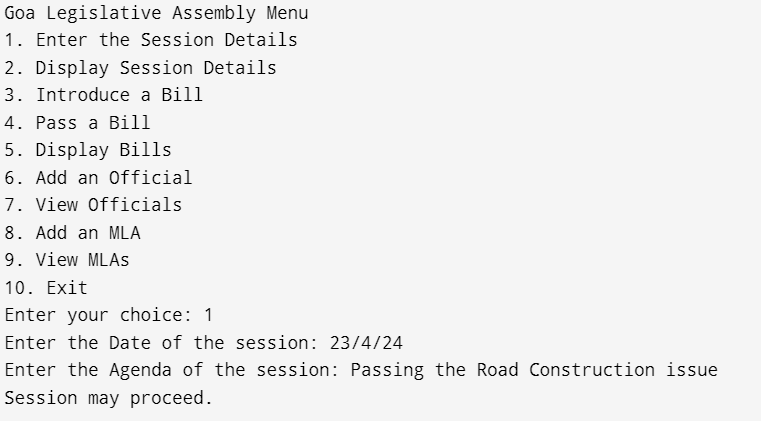 Goa Legislative Assembly Menu
1. Enter the Session Details
2. Display Session Details
3. Introduce a Bill
4. Pass a Bill
5. Display Bills
6. Add an Official
7. View Officials
8. Add an MLA
9. View MLAs
10. Exit
Enter your choice: 1
Enter the Date of the session: 23/4/24
Enter the Agenda of the session: Passing the Road Construction issue
Session may proceed.